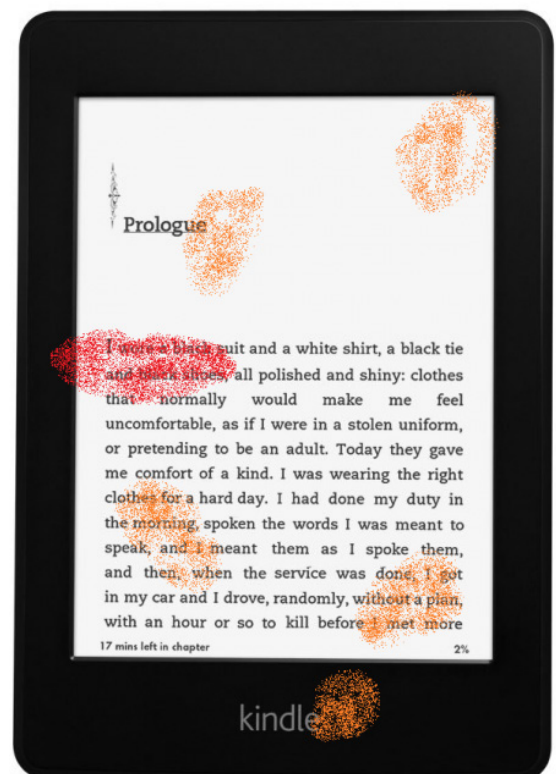 Prologue
I wore a black suit and a white shirt, a black tie
and black shoes, all polished and shiny: clothes
that normally would make me feel
uncomfortable, as if I were in a stolen uniform,
or pretending to be an adult. Today they gave
me comfort of a kind. I was wearing the right
clothes for a hard day. I had done my duty in
the morning, spoken the words I was meant to
speak, and I meant them as I spoke them,
and then, when the service was done, I got
in my car and I drove, randomly, without a plan,
with an hour or so to kill before I met more
17 mins left in chapter 2%
kindle